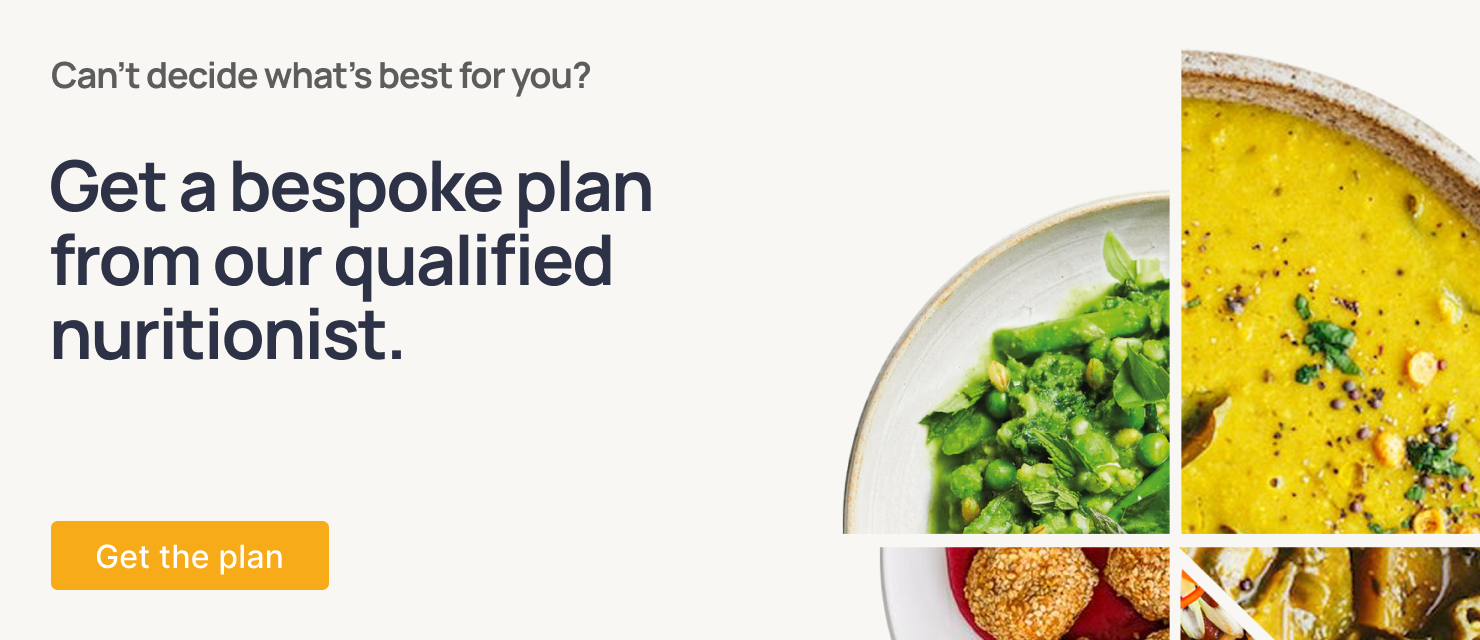 Can’t decide what’s best for you?
Get a bespoke plan
from our qualified
nuritionist.
Get the plan